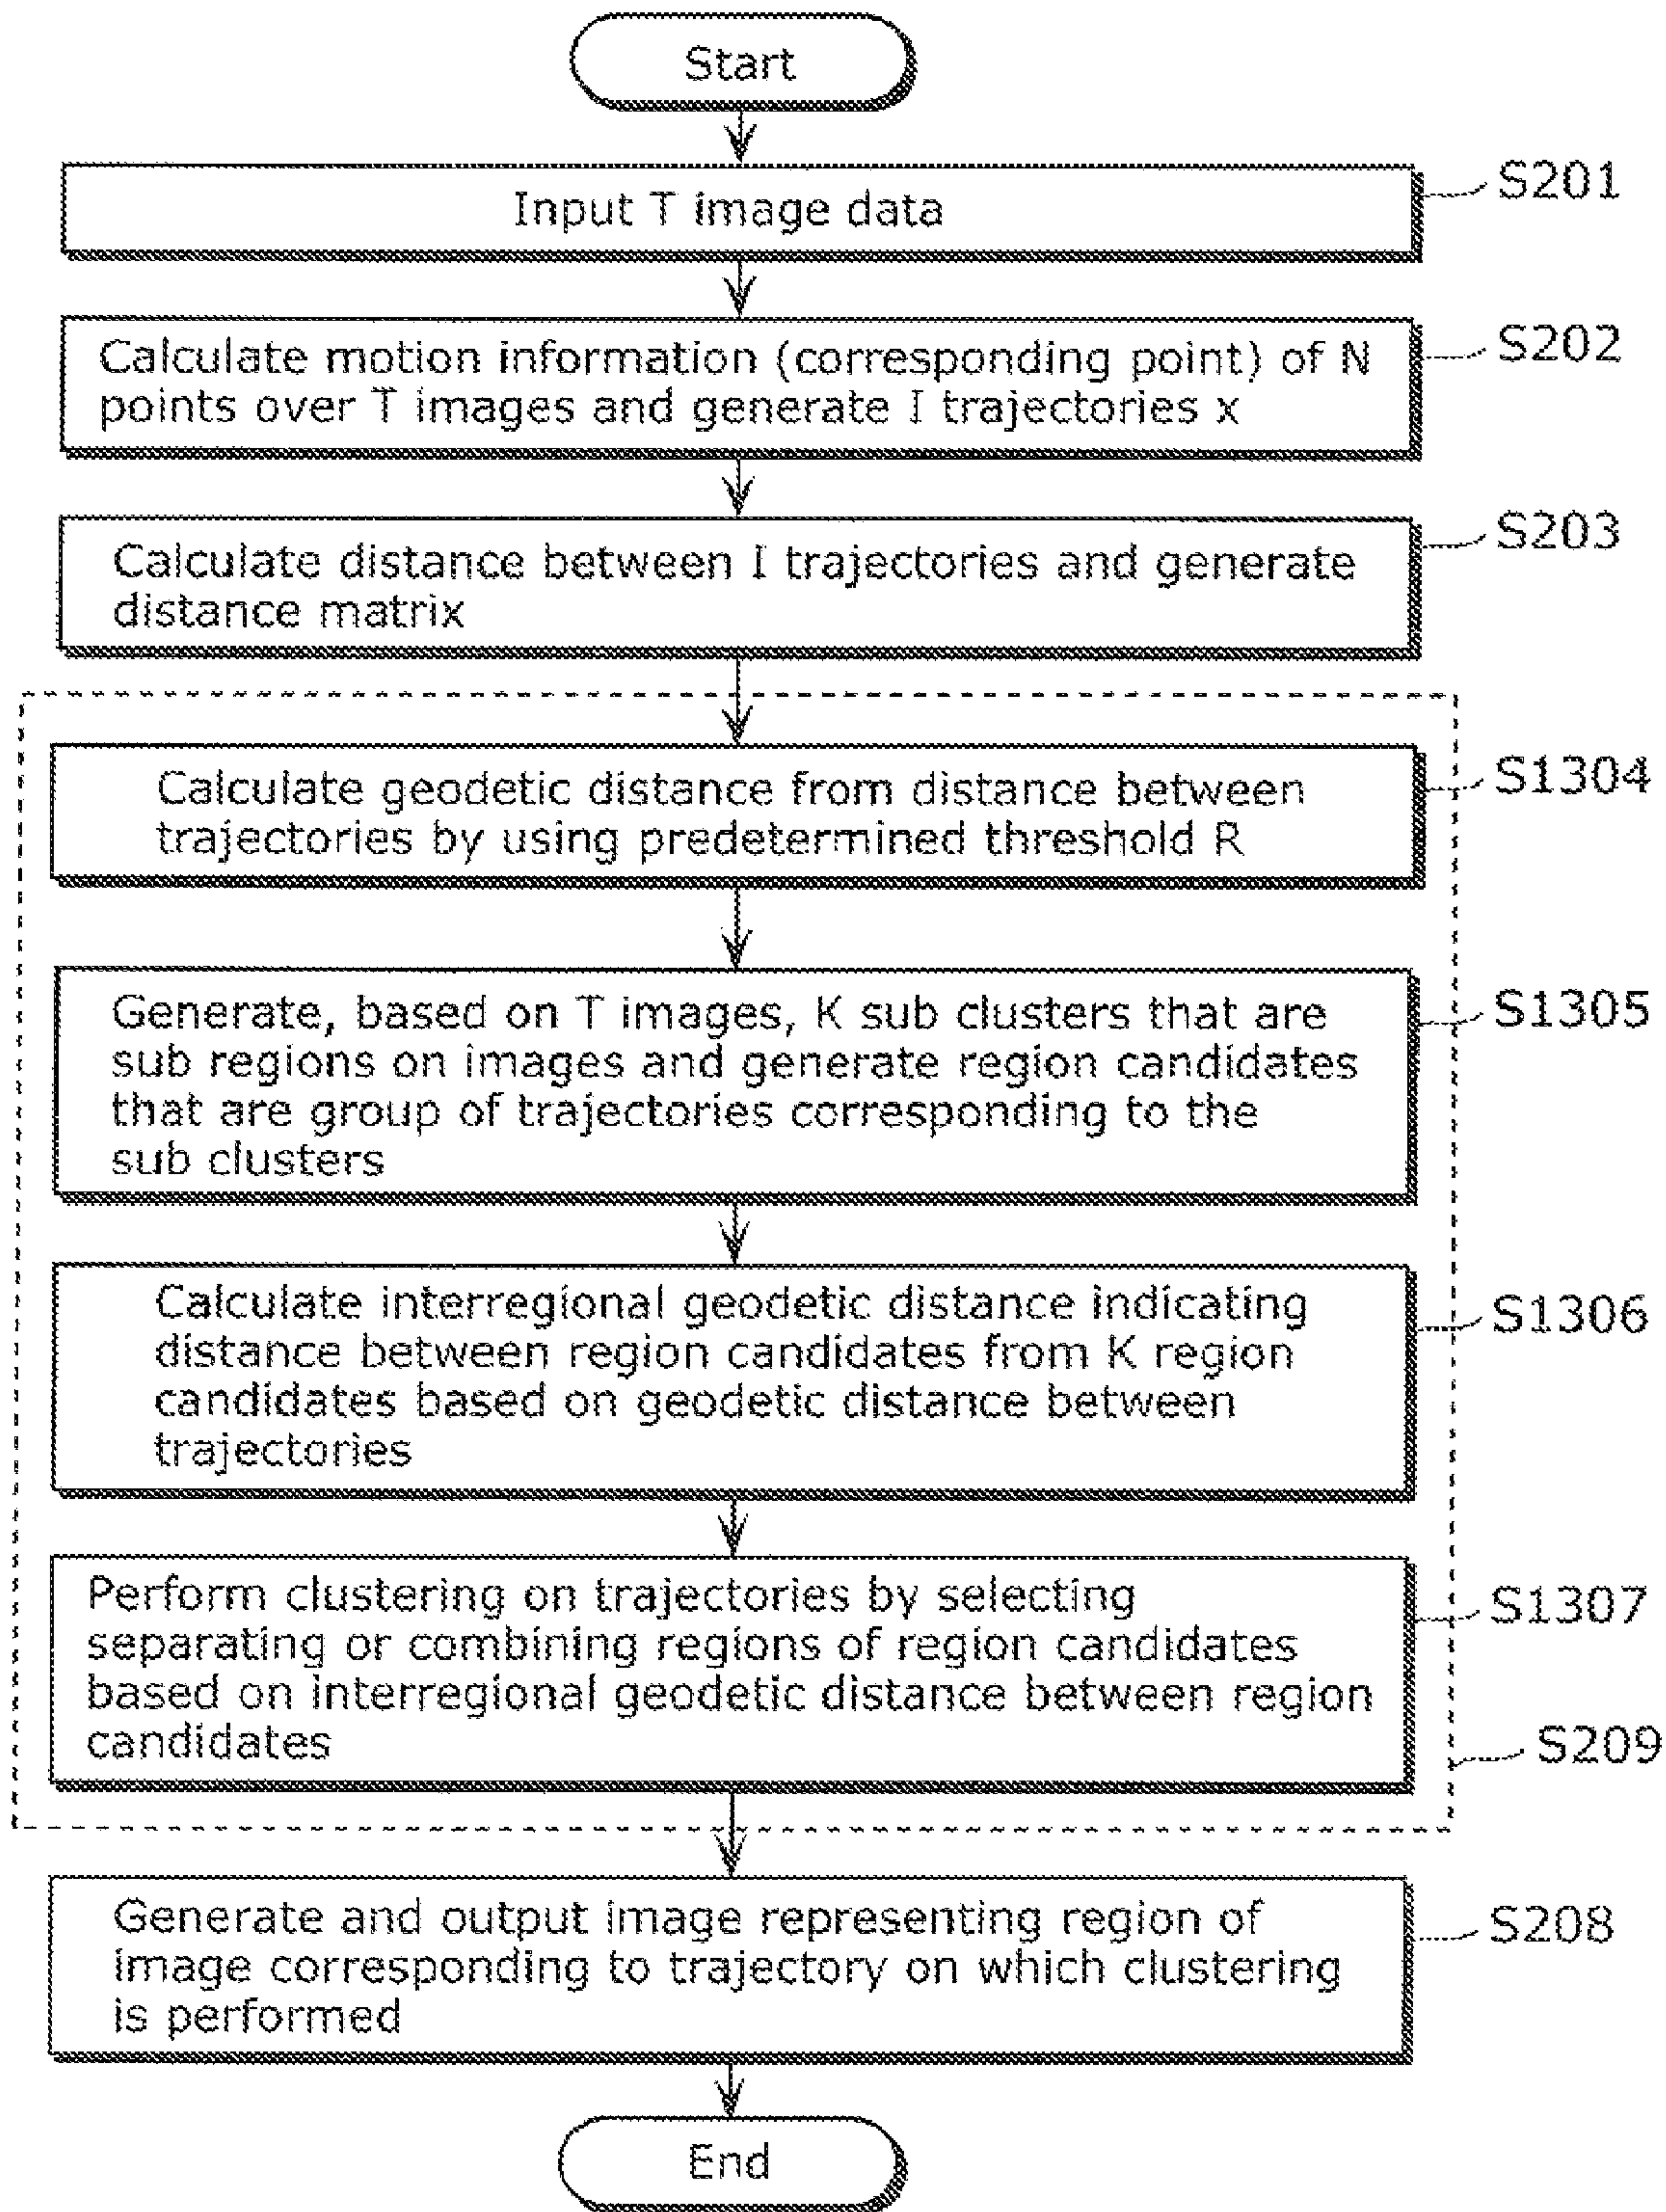 Start
Input T image data
S201
Calculate motion information (corresponding point) of N
points over T images and generate I trajectories x
S202
Calculate distance between I trajectories and generate
distance matrix
S203
Calculate geodetic distance from distance between
trajectories by using predetermined threshold R
S1304
Generate, based on T images, K sub clusters that are
sub regions on images and generate region candidates
that are group of trajectories corresponding to the
sub clusters
S1305
Calculate interregional geodetic distance indicating
distance between region candidates from K region
candidates based on geodetic distance between
trajectories
S1306
Perform clustering on trajectories by selecting
separating or combining regions of region candidates
based on interregional geodetic distance between region
candidates
S1307
S209
Generate and output image representing region of
image corresponding to trajectory on which clustering
is performed
S208
End